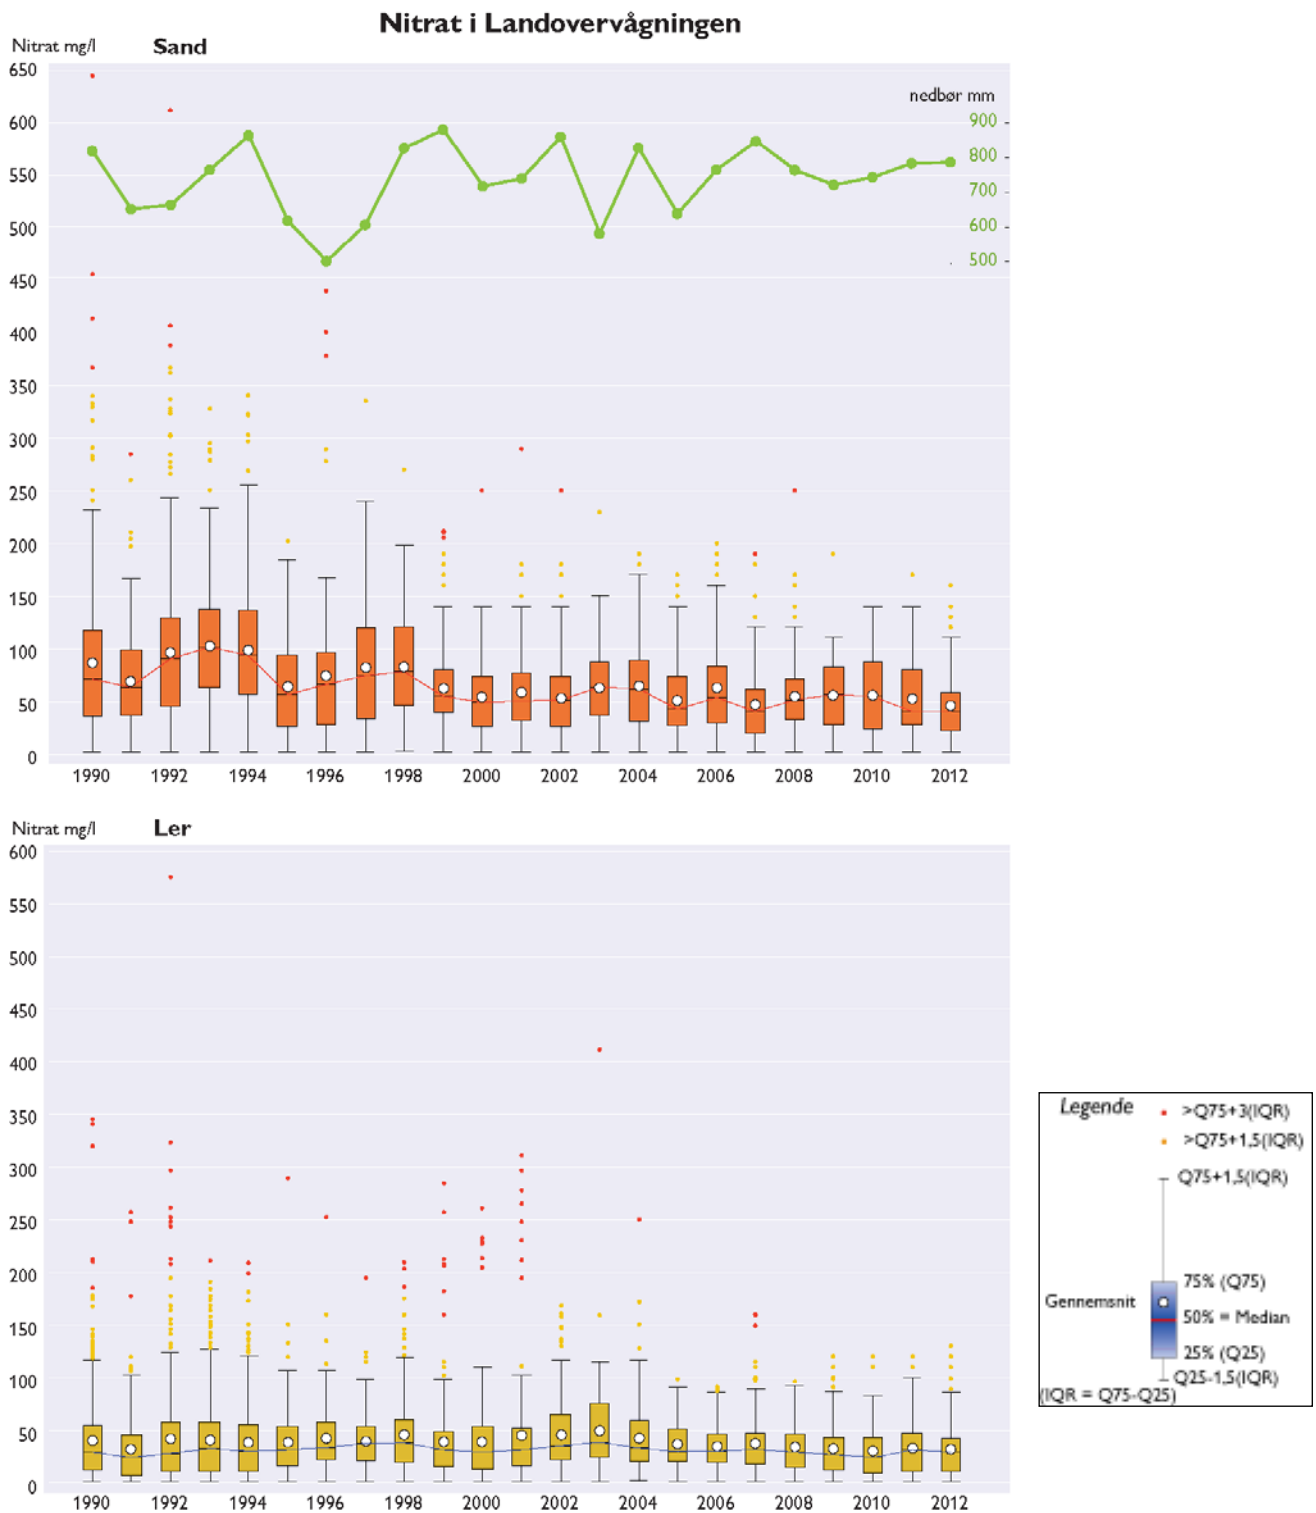 Nitrat i Landovervågningen
Nitrat mg/l Sand
650
nedbør mm
600
900
550
800
700
500
600
450
500
400
350
300
250
200
150
100
50
0
1990 1992 1994 1996 1998 2000 2002 2004 2006 2008 2010 2012
Nitrat mg/l Ler
600
550
500
450
400
350
300
250
200
150
100
50
0
1990 1992 1994 1996 1998 2000 2002 2004 2006 2008 2010 2012
Legende >Q75+3(IQR)
>Q75+1,5(IQR)
Q75+1,5(IQR)
75% (Q75)
Gennemsnit
50% = Median
25% (Q25)
Q25-1,5(IQR)
(IQR = Q75-Q25)